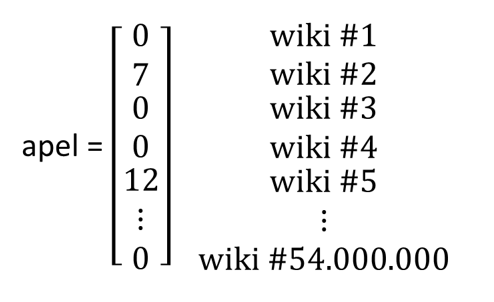 0 wiki #1
7 wiki #2
0 wiki #3
apel = 0 wiki #4
12 wiki #5
⋮ ⋮
0 wiki #54.000.000